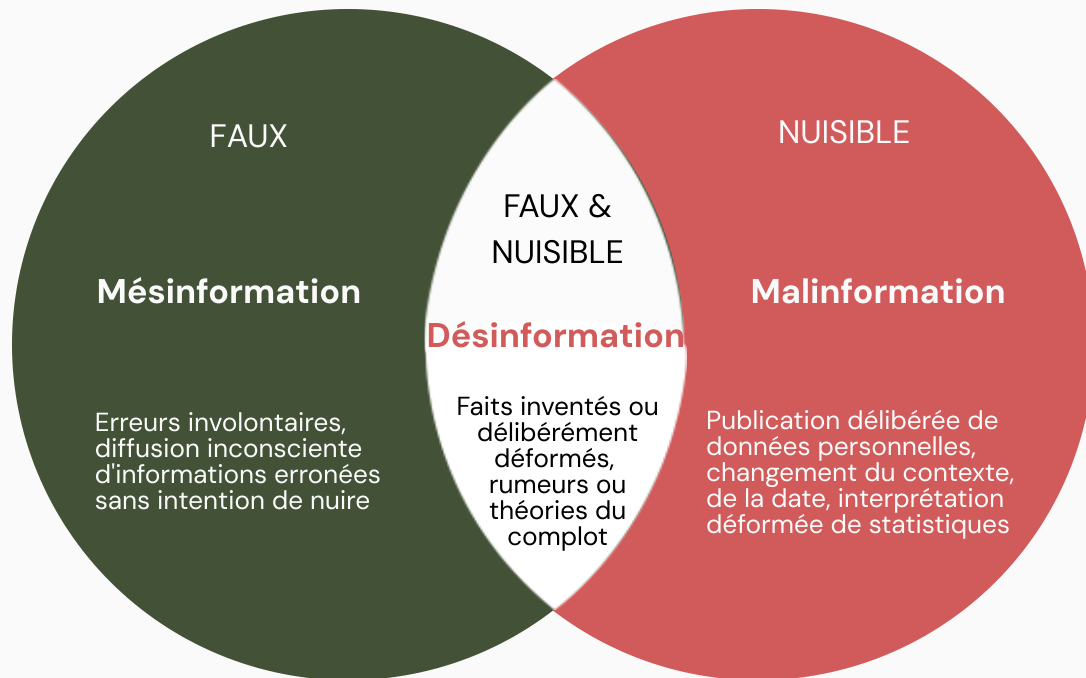 FAUX
Mésinformation
Erreurs involontaires,
diffusion inconsciente
d'informations erronées
sans intention de nuire
FAUX &
NUISIBLE
Désinformation
Faits inventés ou
délibérément
déformés,
rumeurs ou
théories du
complot
NUISIBLE
Malinformation
Publication délibérée de
données personnelles,
changement du contexte,
de la date, interprétation
déformée de statistiques